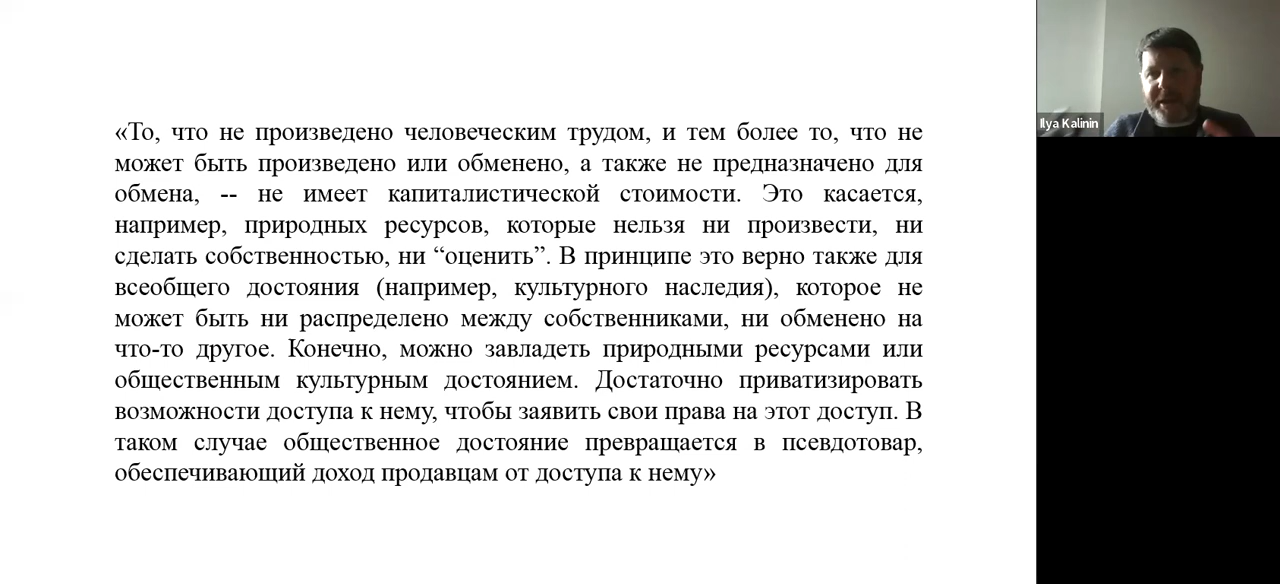 «То, что не произведено человеческим трудом, и тем более то, что не
может быть произведено или обменено, а также не предназначено для
обмена, -- не имеет капиталистической стоимости. Это касается,
например, природных ресурсов, которые нельзя ни произвести, ни
сделать собственностью, ни “оценить”. В принципе это верно также для
всеобщего достояния (например, культурного наследия), которое не
может быть ни распределено между собственниками, ни обменено на
что-то другое. Конечно, можно завладеть природными ресурсами или
общественным культурным достоянием. Достаточно приватизировать
возможности доступа к нему, чтобы заявить свои права на этот доступ. В
таком случае общественное достояние превращается в псевдотовар,
обеспечивающий доход продавцам от доступа к нему»
Ilya Kalinin